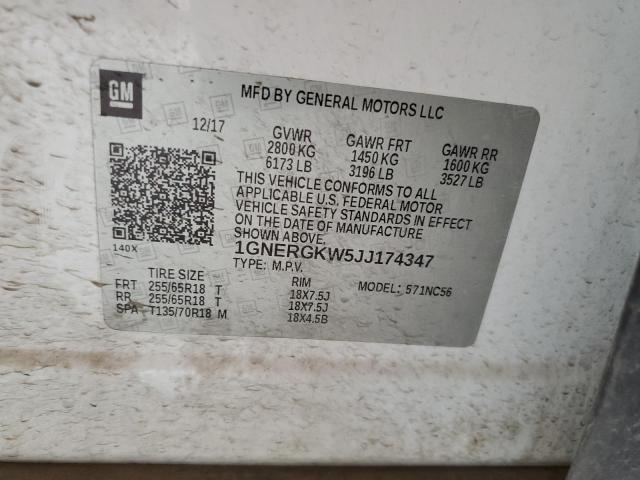 GM
MFD BY GENERAL MOTORS LLC
12/17
GVWR GAWR FRT GAWR RR
2800 KG 1450 KG 1600 KG
6173 LB 3196 LB 3527 LB
THIS VEHICLE CONFORMS TO ALL
APPLICABLE U.S. FEDERAL MOTOR
VEHICLE SAFETY STANDARDS IN EFFECT
ON THE DATE OF MANUFACTURE
SHOWN ABOVE.
140X
1GNERGKW5JJ174347
TYPE: M.P.V. MODEL: 571NC56
TIRE SIZE RIM
FRT 255/65R18 T 18X7.5J
RR 255/65R18 T 18X7.5J
SPA T135/70R18 M 18X4.5B